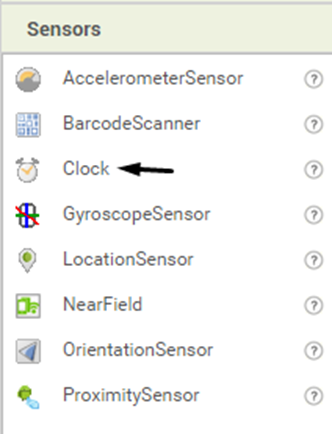 Sensors
AccelerometerSensor ?
BarcodeScanner ?
Clock ?
GyroscopeSensor ?
LocationSensor ?
NearField ?
OrientationSensor ?
ProximitySensor ?